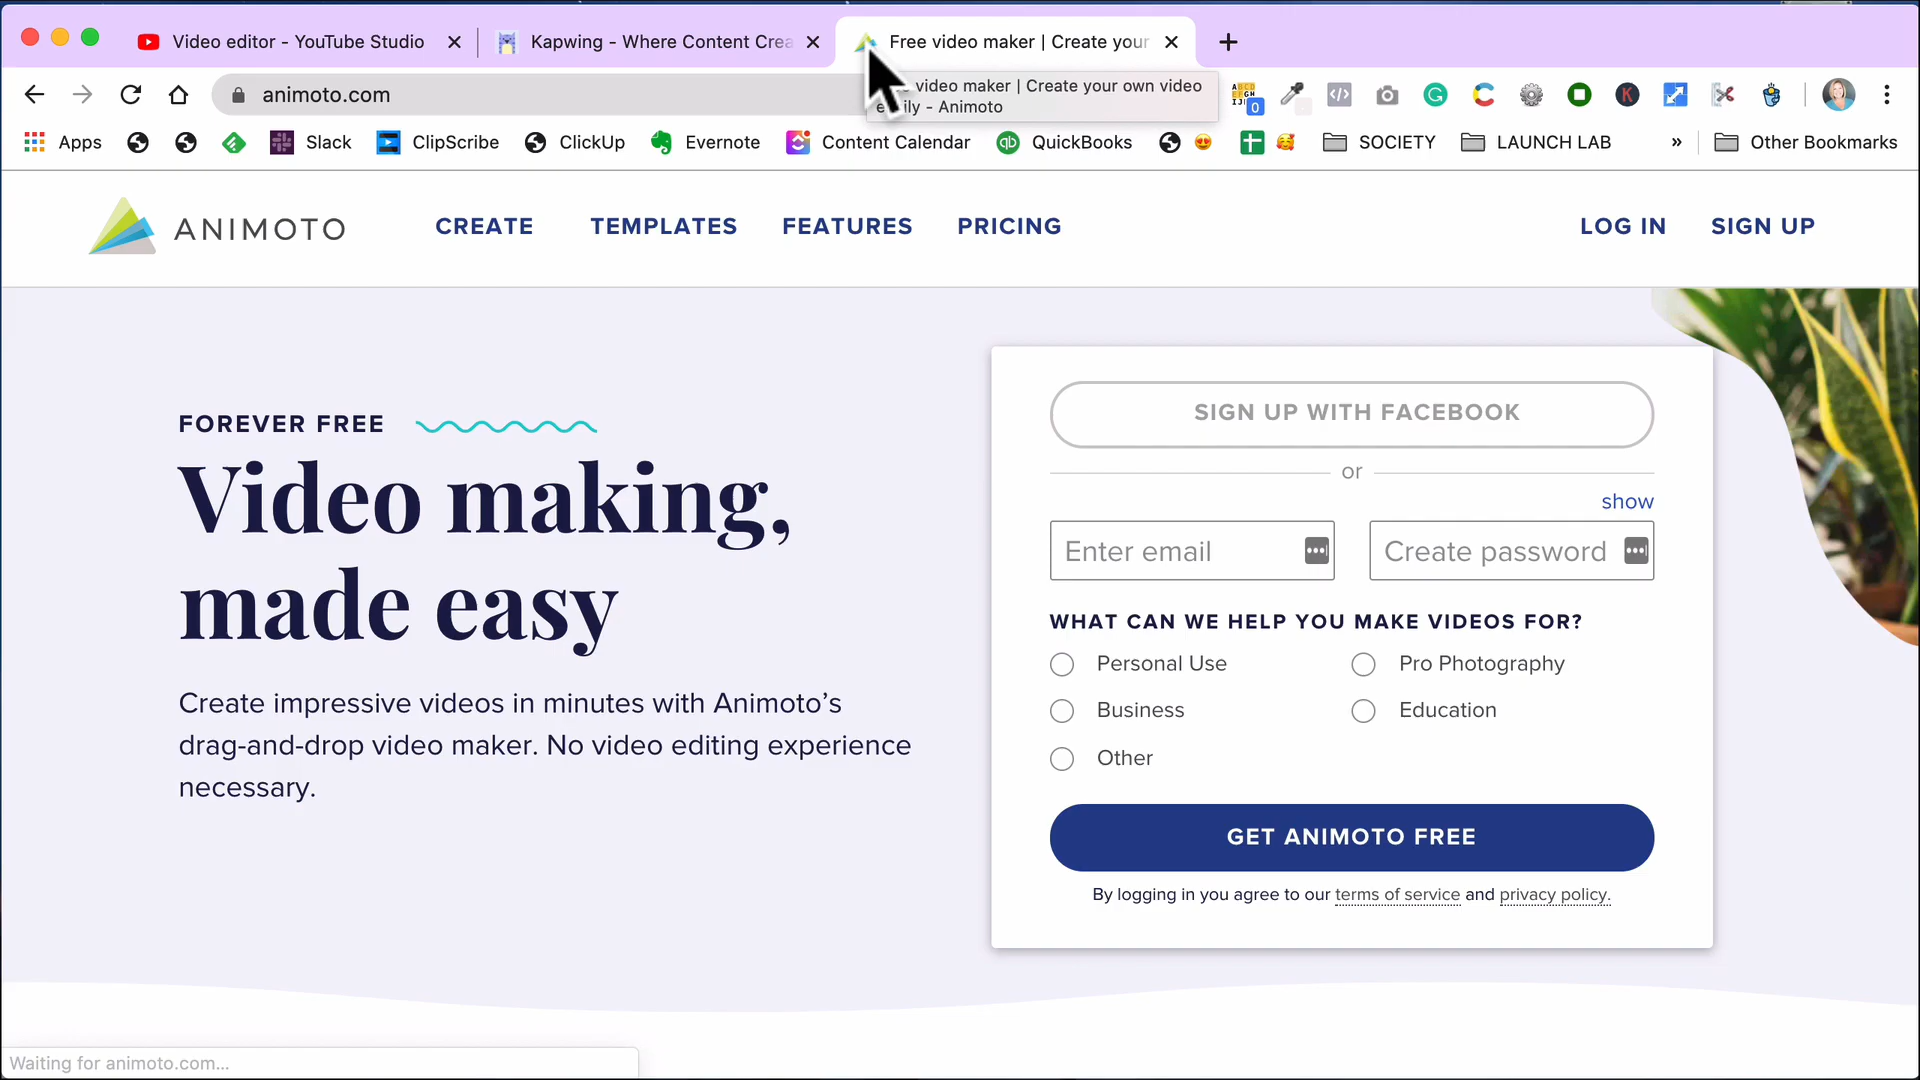 Video editor - YouTube Studio
Kapwing - Where Content Crea
Free video maker | Create your
animoto.com
video maker | Create your own video
ily - Animoto
0
Apps
Slack
ClipScribe
ClickUp
Evernote
Content Calendar
qb
QuickBooks
SOCIETY
LAUNCH LAB
»
Other Bookmarks
ANIMOTO
CREATE
TEMPLATES
FEATURES
PRICING
LOG IN
SIGN UP
FOREVER FREE
Video making,
made easy
Create impressive videos in minutes with Animoto’s
drag-and-drop video maker. No video editing experience
necessary.
SIGN UP WITH FACEBOOK
or
show
Enter email
Create password
WHAT CAN WE HELP YOU MAKE VIDEOS FOR?
Personal Use
Pro Photography
Business
Education
Other
GET ANIMOTO FREE
By logging in you agree to our terms of service and privacy policy.
Waiting for animoto.com...